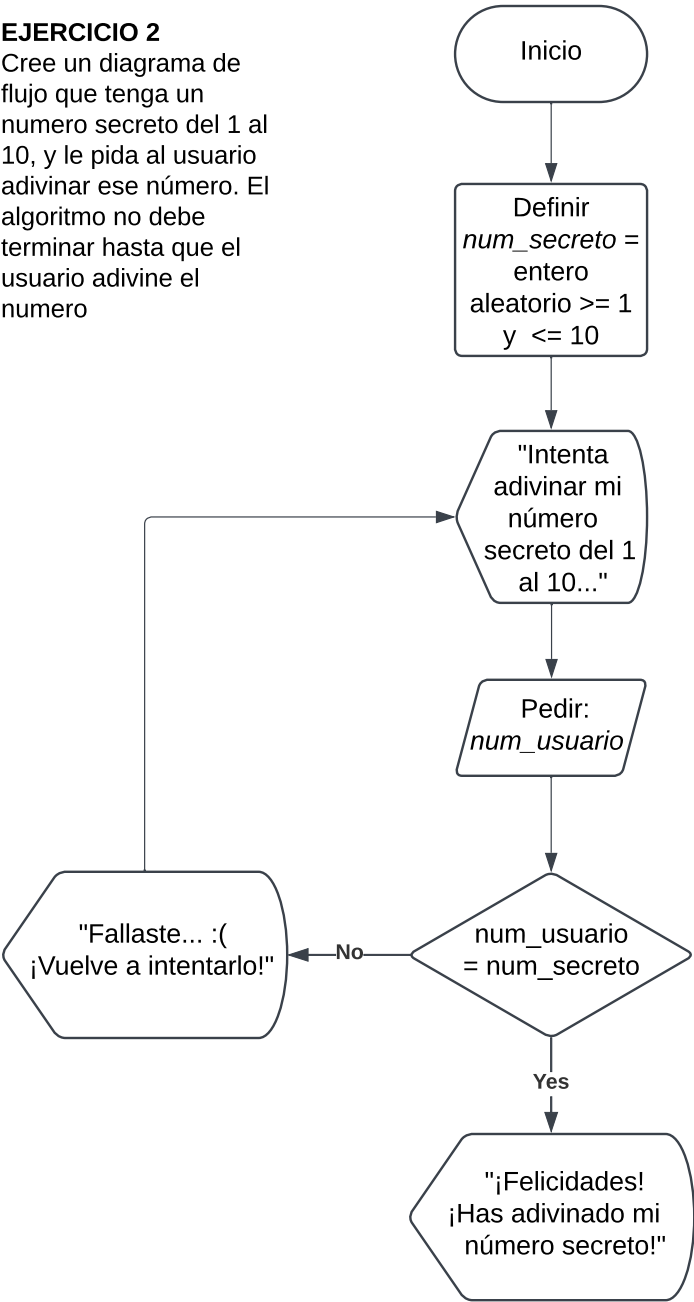 EJERCICIO 2
Cree un diagrama de
flujo que tenga un
numero secreto del 1 al
10, y le pida al usuario
adivinar ese número. El
algoritmo no debe
terminar hasta que el
usuario adivine el
numero
Inicio
Definir
num_secreto =
entero
aleatorio >= 1
y <= 10
"Intenta
adivinar mi
número
secreto del 1
al 10..."
Pedir:
num_usuario
num_usuario
= num_secreto
No
"Fallaste... :(
¡Vuelve a intentarlo!"
Yes
"¡Felicidades!
¡Has adivinado mi
número secreto!"